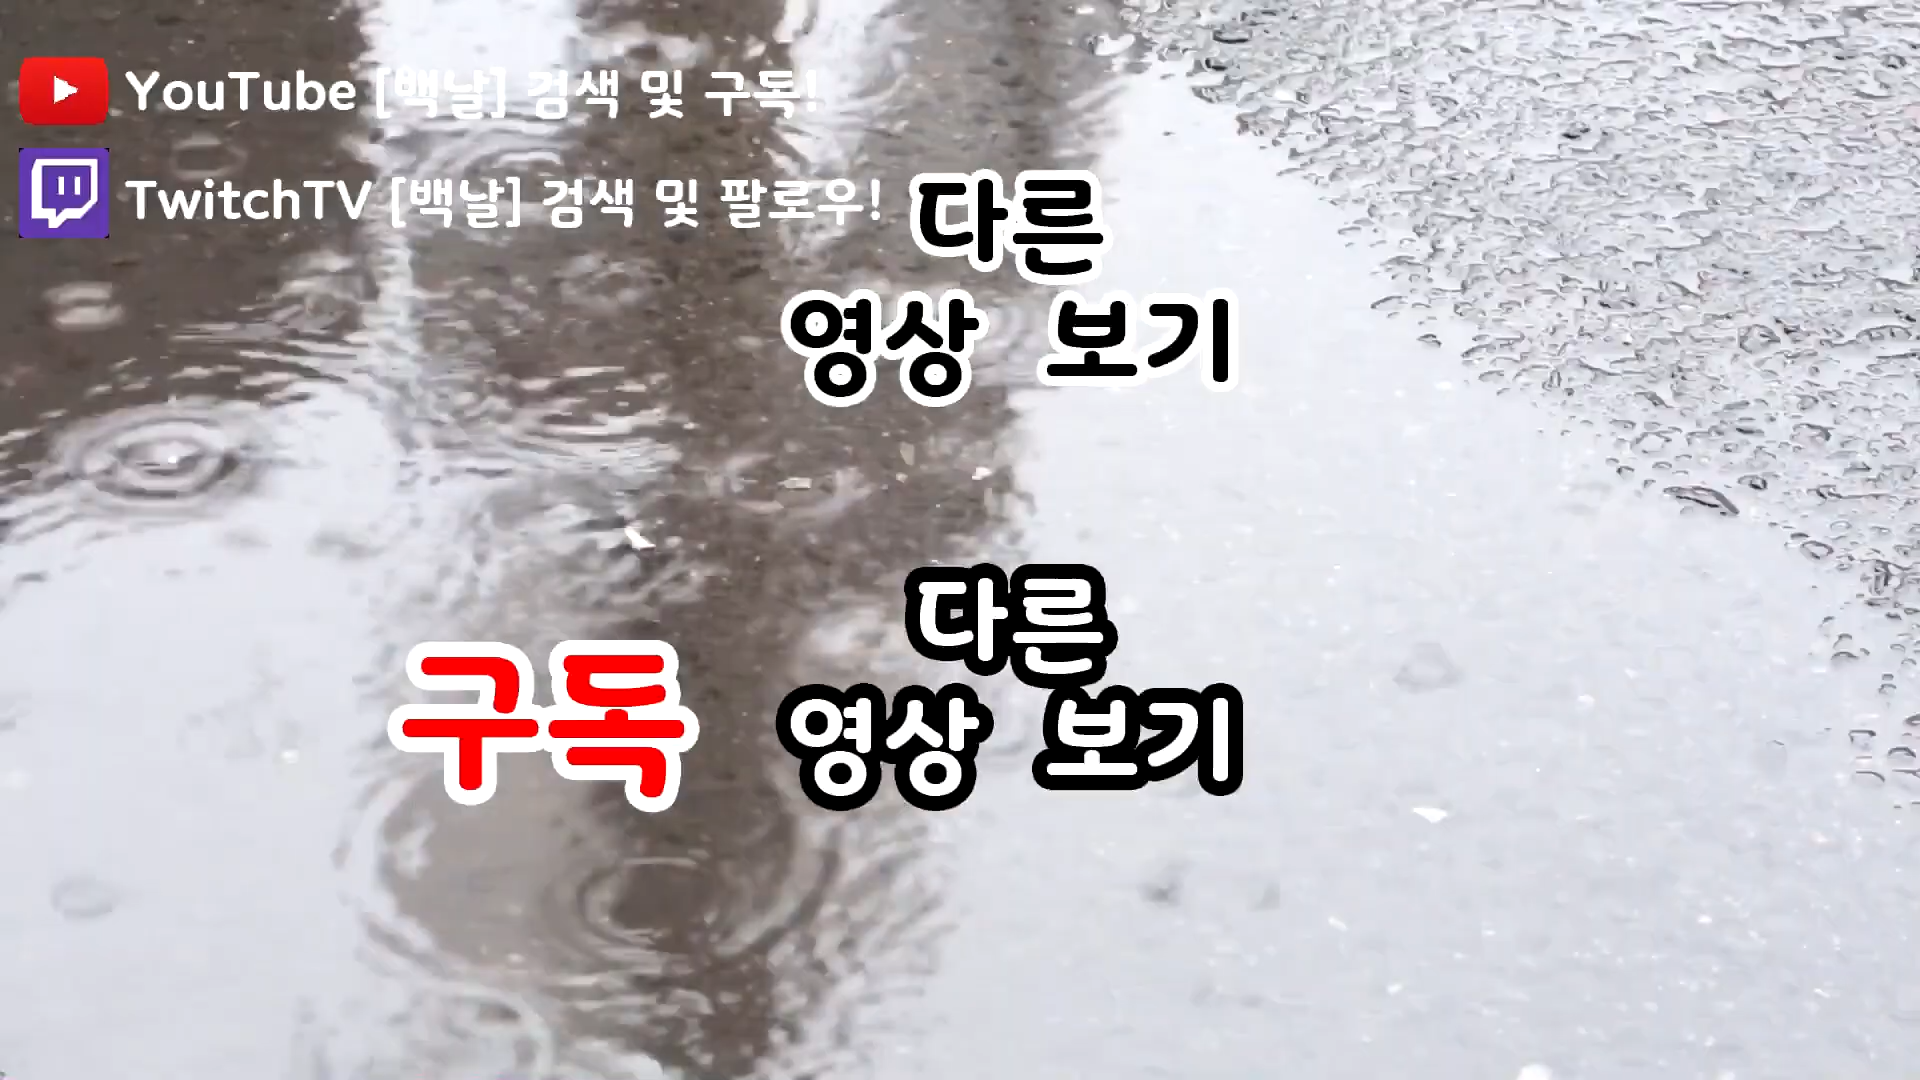 YouTube [백날] 검색 및 구독!
TwitchTV [백날] 검색 및 팔로우!
다른
영상 보기
구독
다른
영상 보기